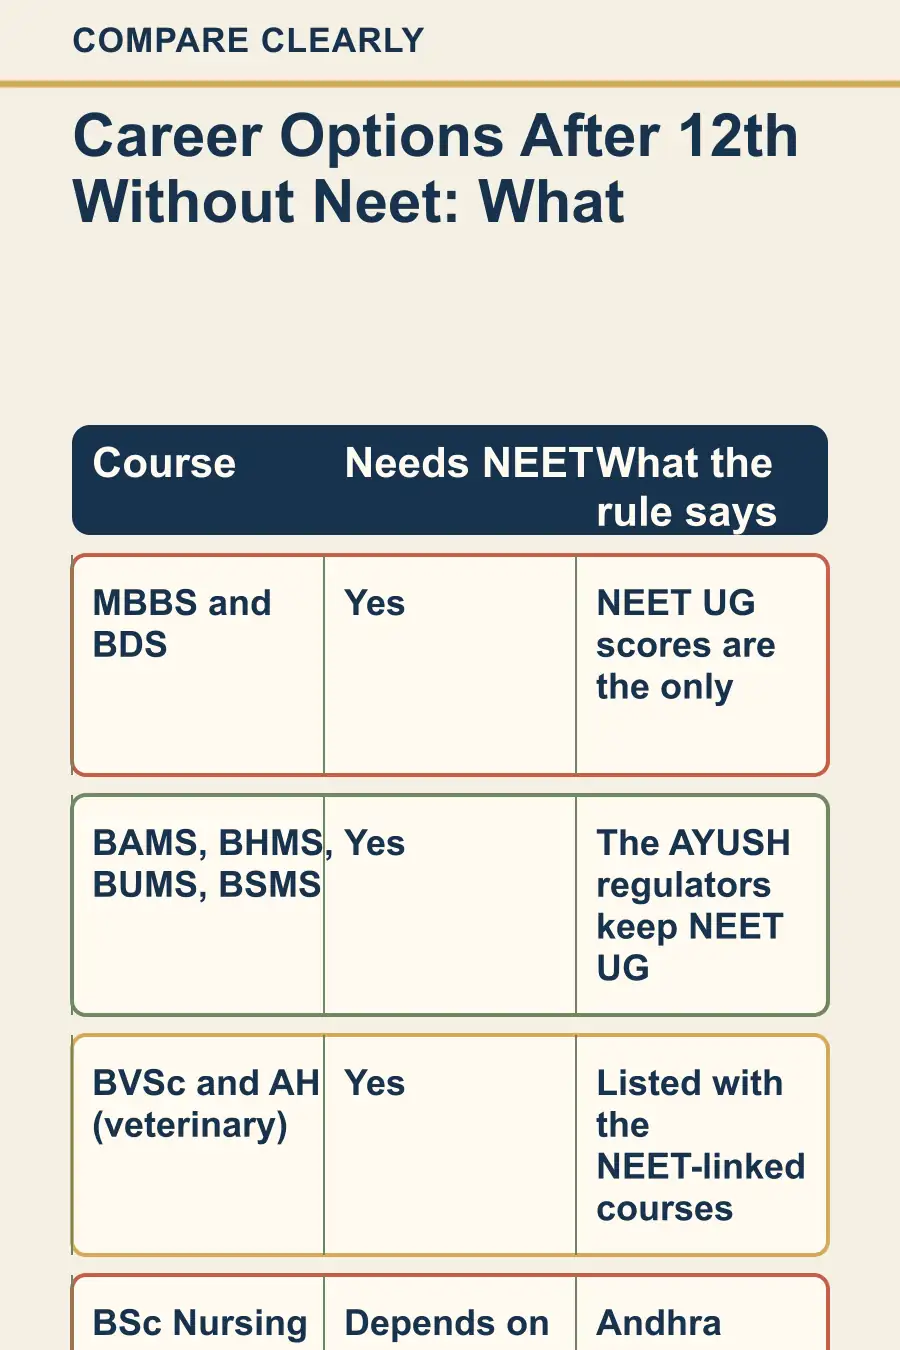 COMPARE CLEARLY
Career Options After 12th
Without Neet: What
Course
Needs NEET
What the
rule says
MBBS and
BDS
Yes
NEET UG
scores are
the only
BAMS, BHMS,
BUMS, BSMS
Yes
The AYUSH
regulators
keep NEET
UG
BVSc and AH
(veterinary)
Yes
Listed with
the
NEET-linked
courses
BSc Nursing
Depends on
Andhra